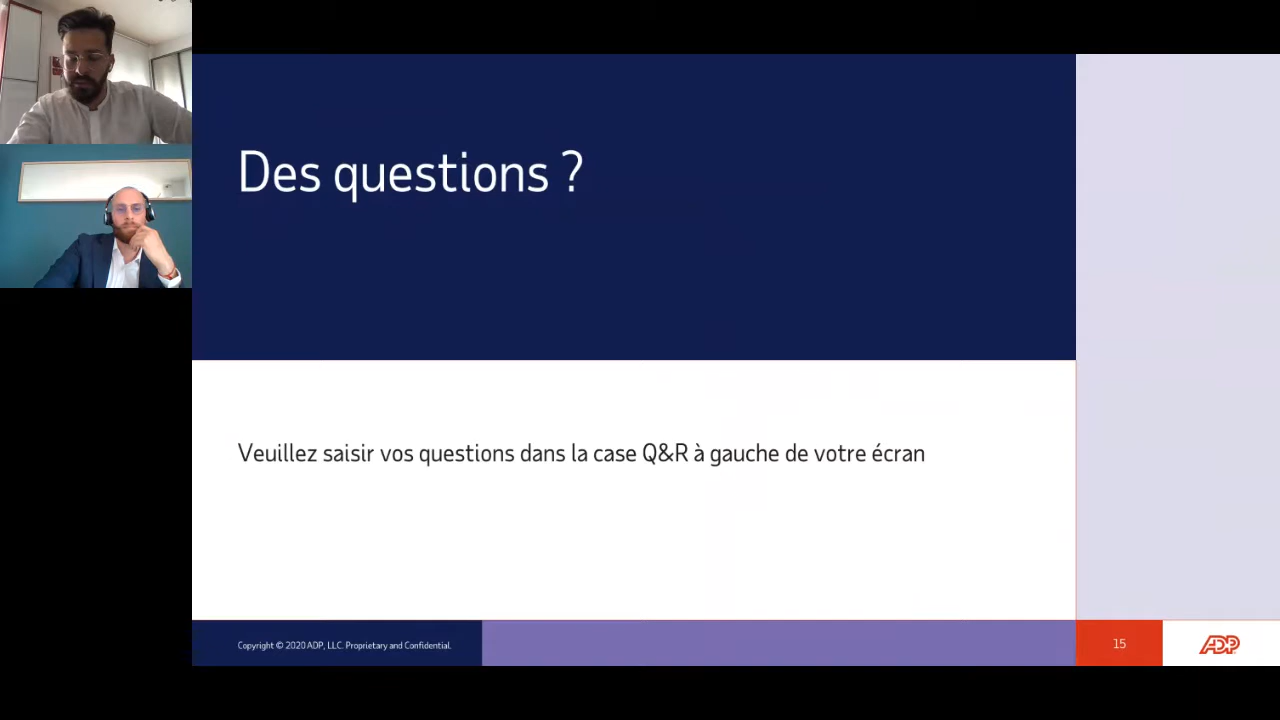 Des questions ?
Veuillez saisir vos questions dans la case Q&R à gauche de votre écran
Copyright © 2020 ADP, LLC. Proprietary and Confidential.
15
ADP